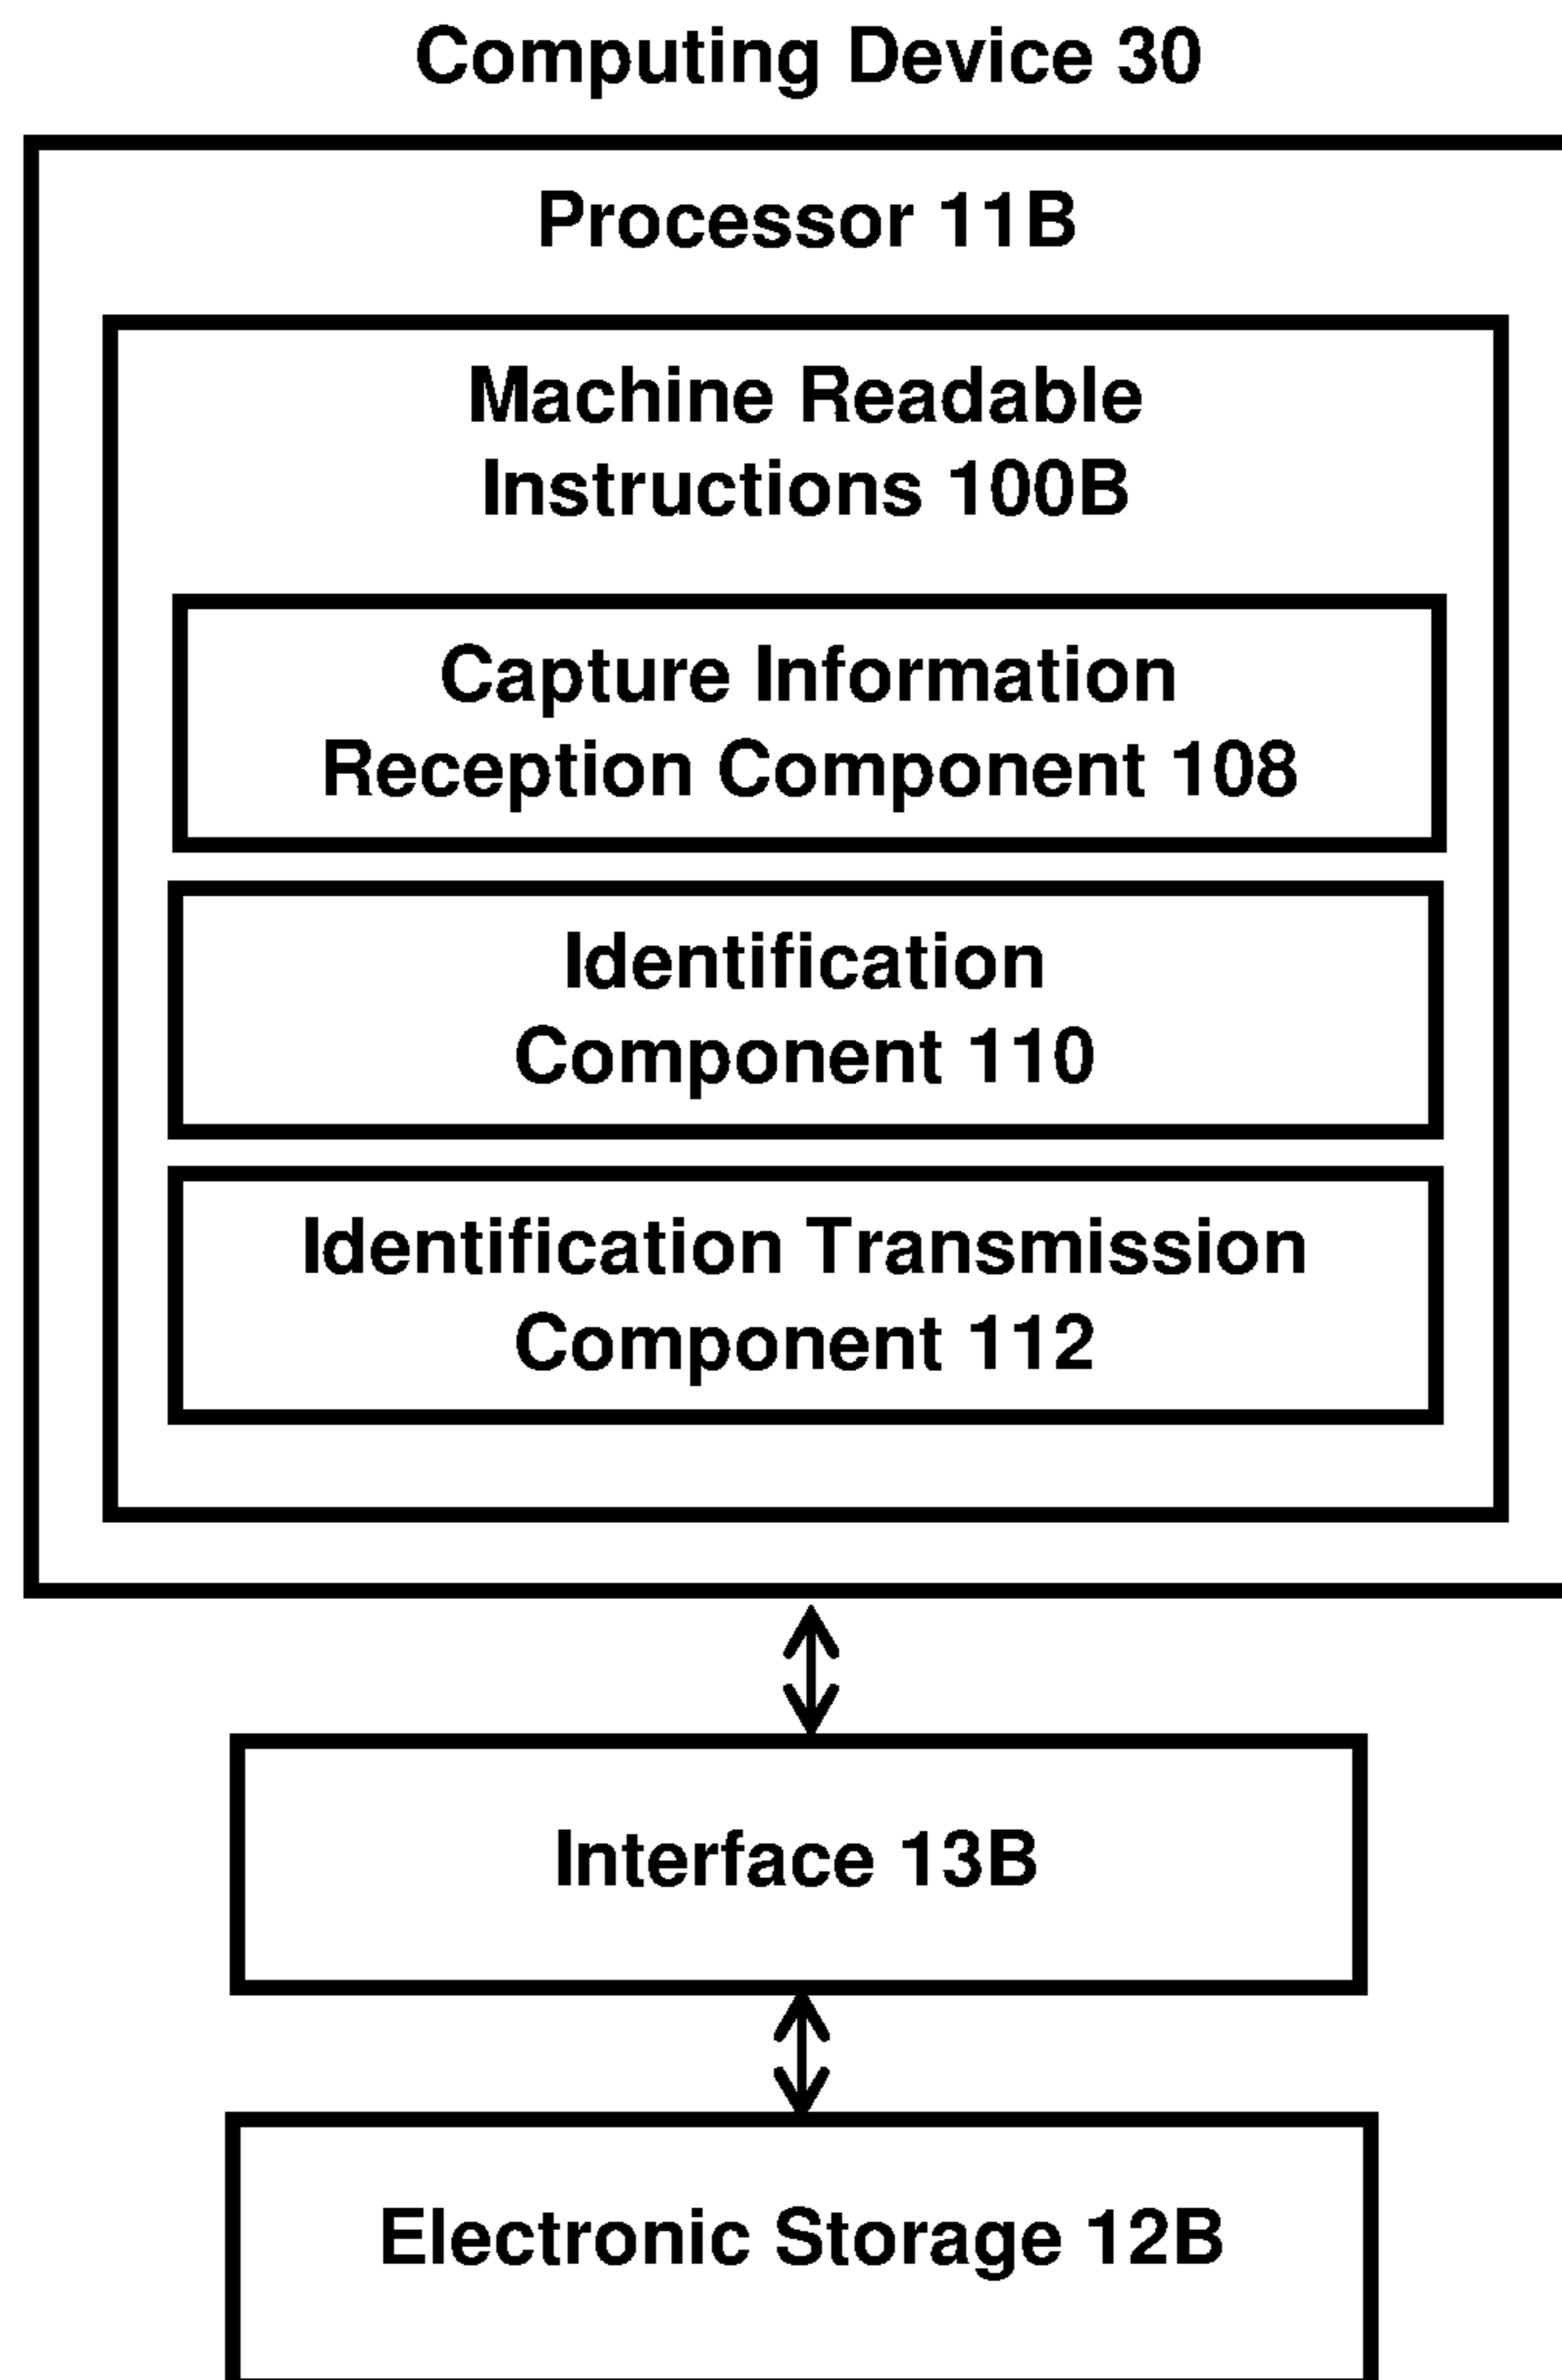 Computing Device 30
Processor 11B
Machine Readable
Instructions 100B
Capture Information
Reception Component 108
Identification
Component 110
Identification Transmission
Component 112
Interface 13B
Electronic Storage 12B